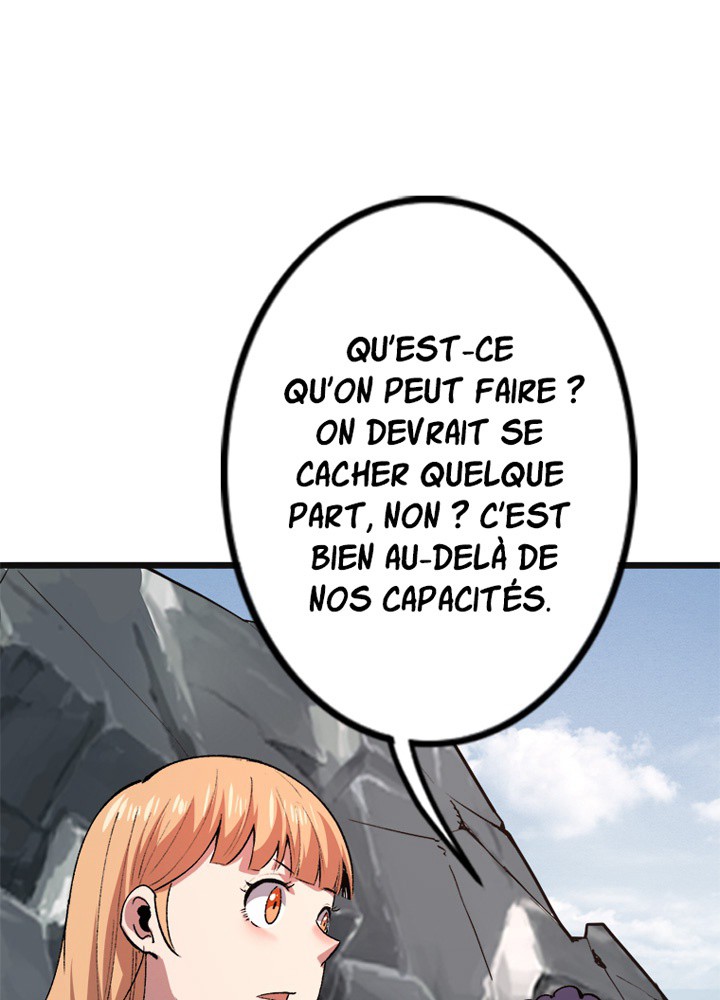 QU'EST-CE
QU'ON PEUT FAIRE ?
ON DEVRAIT SE
CACHER QUELQUE
PART, NON ? C'EST
BIEN AU-DELÀ DE
NOS CAPACITÉS.